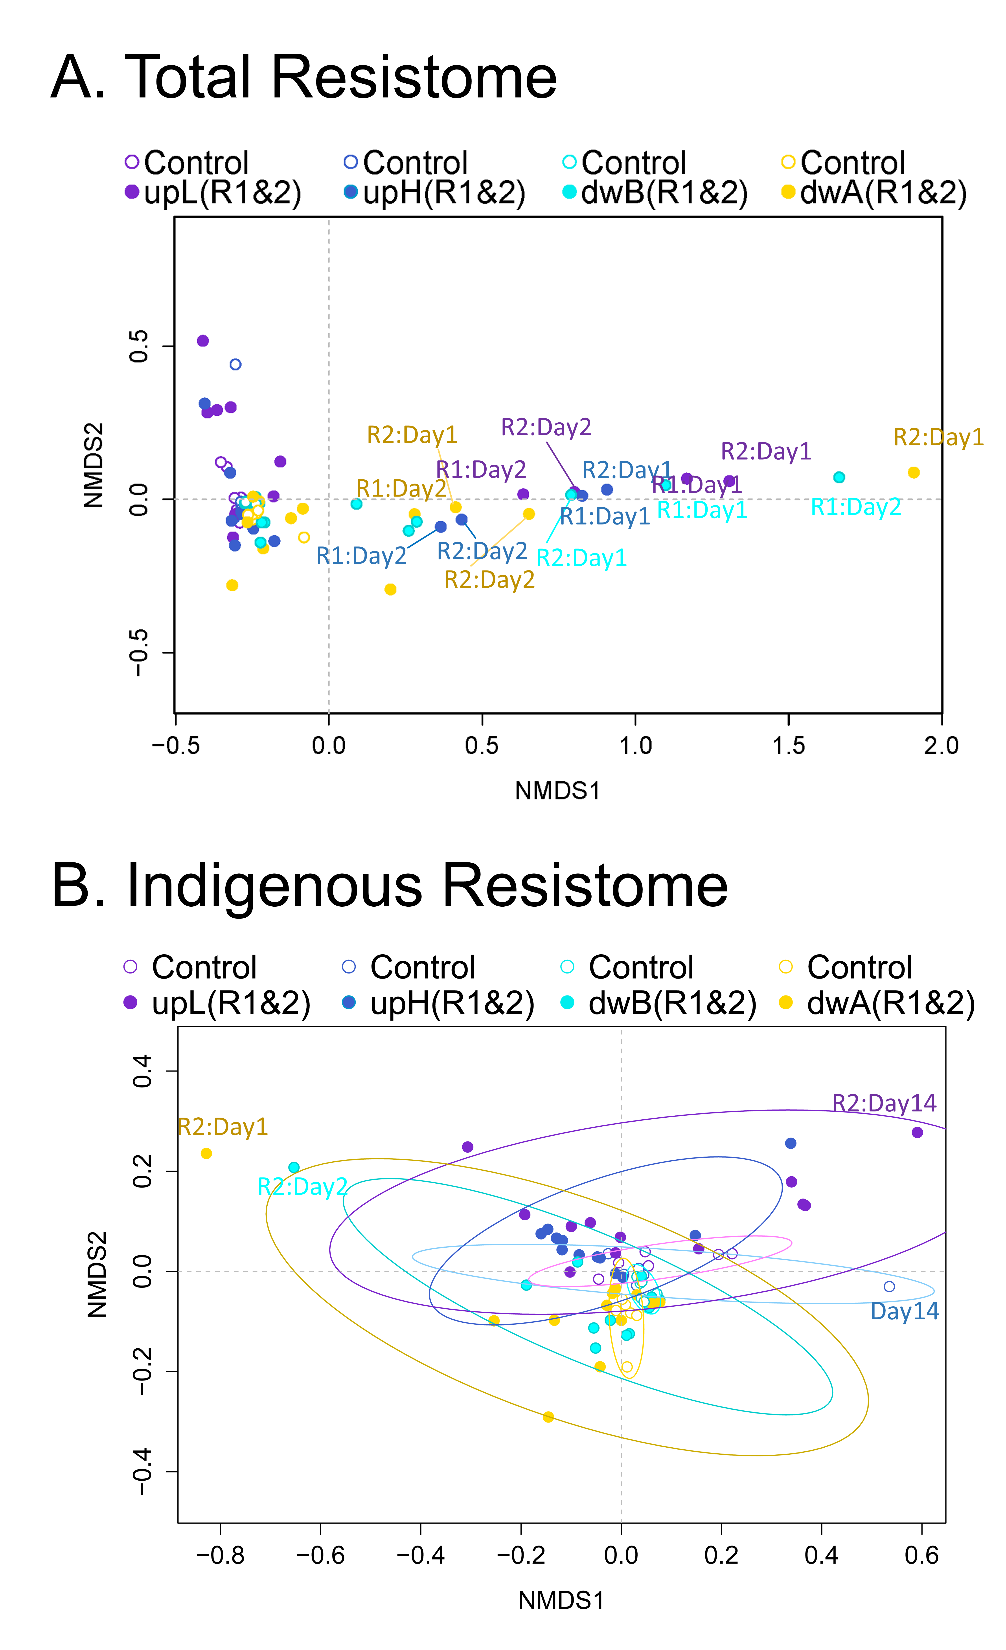 A. Total Resistome
Control Control Control Control
upL(R1&2) upH(R1&2) dwB(R1&2) dwA(R1&2)
R2:Day2
R2:Day1
R2:Day1
R2:Day1
R1:Day2
R2:Day1
R1:Day2
R1:Day1
R1:Day1
R1:Day1
R1:Day2
R1:Day2
R2:Day2
R2:Day1
R2:Day2
NMDS2
0.5
0.0
−0.5
−0.5 0.0 0.5 1.0 1.5 2.0
NMDS1
B. Indigenous Resistome
Control Control Control Control
upL(R1&2) upH(R1&2) dwB(R1&2) dwA(R1&2)
R2:Day14
R2:Day1
R2:Day2
Day14
NMDS2
0.4
0.2
0.0
−0.2
−0.4
−0.8 −0.6 −0.4 −0.2 0.0 0.2 0.4 0.6
NMDS1